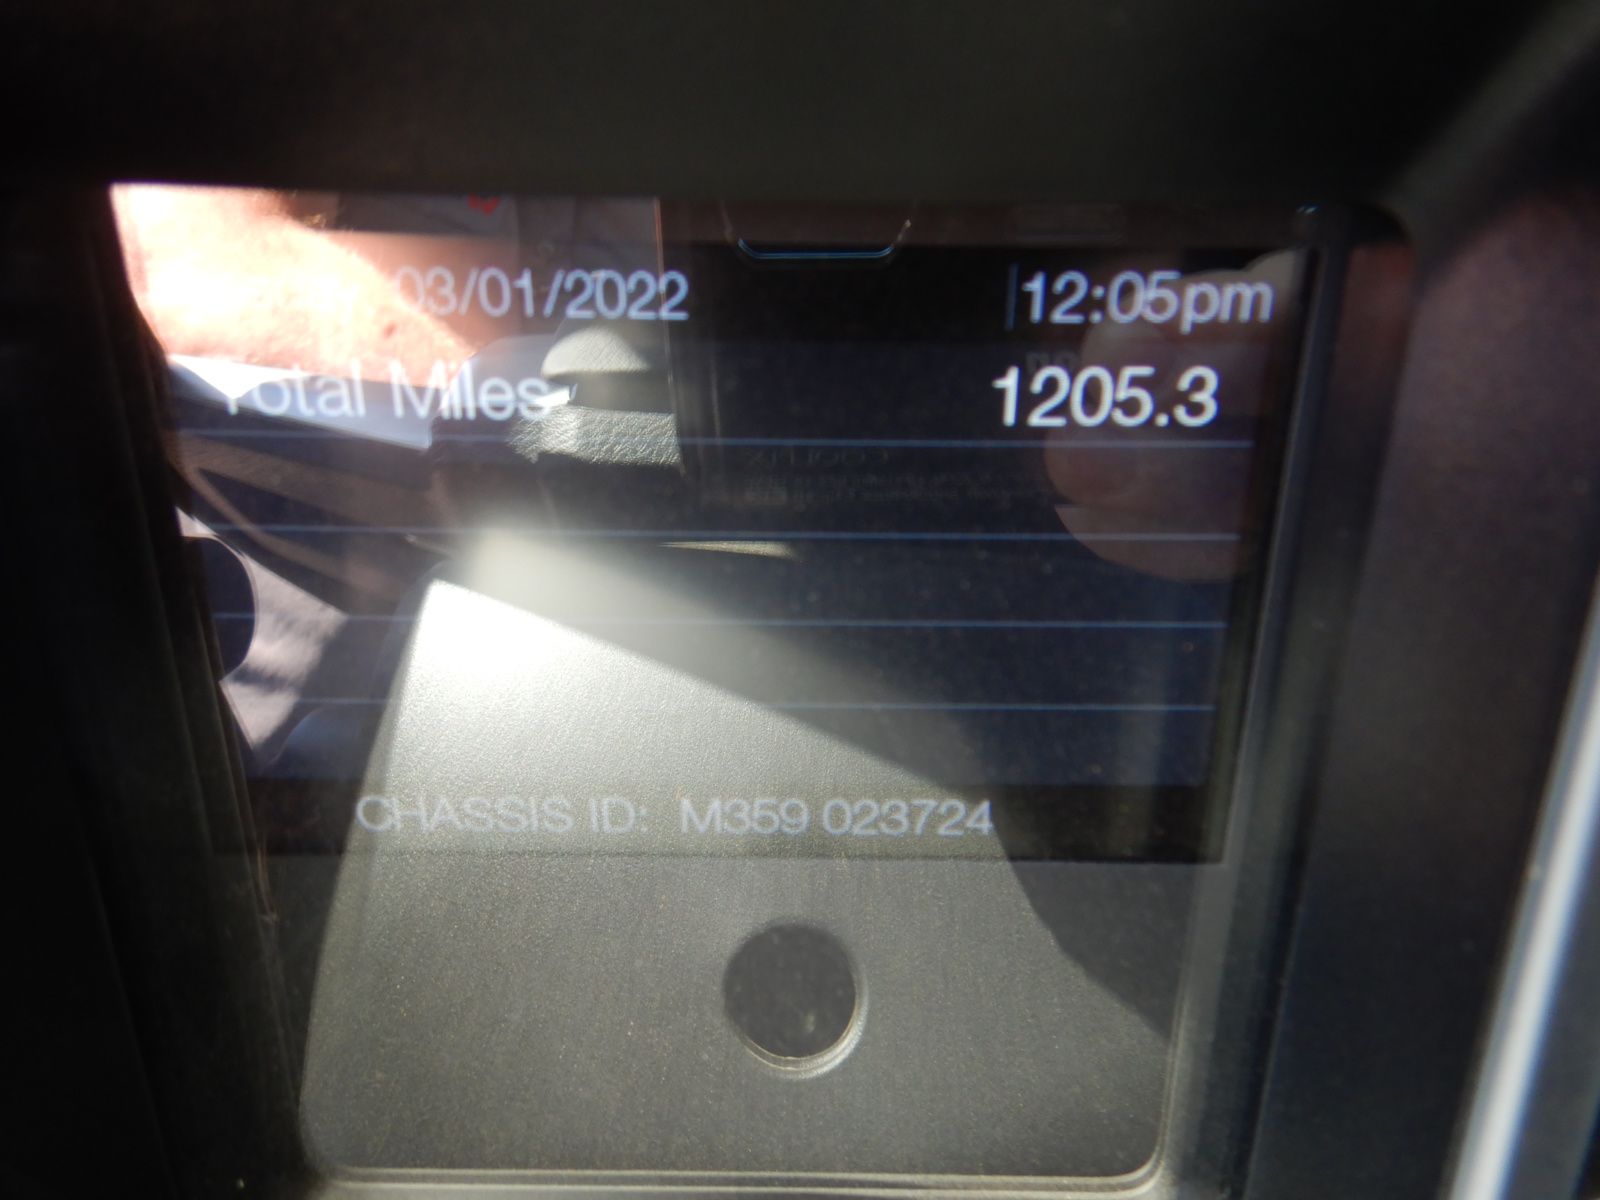 03/01/2022 12:05pm
Total Miles 1205.3
CHASSIS ID: M359 023724